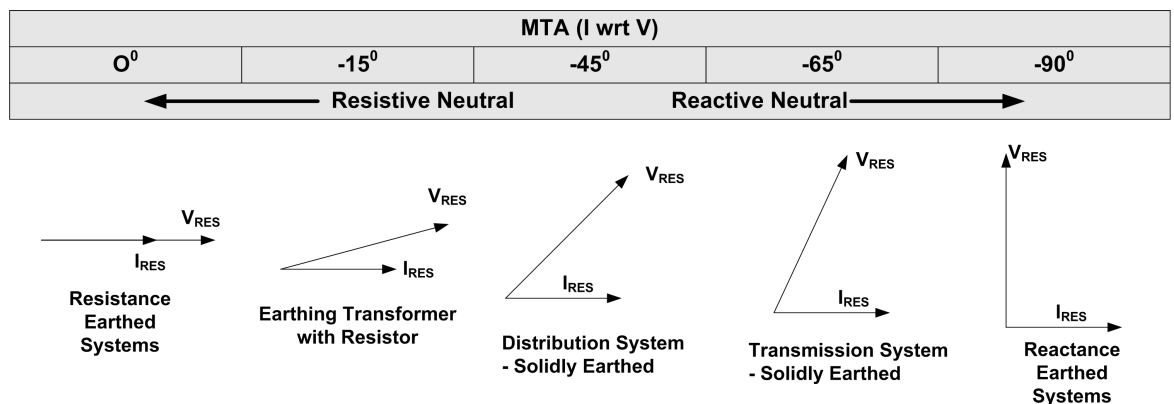 MTA (I wrt V)
O⁰ -15⁰ -45⁰ -65⁰ -90⁰
Resistive Neutral Reactive Neutral
V_RES
I_RES
Resistance
Earthed
Systems
V_RES
I_RES
Earthing Transformer
with Resistor
V_RES
I_RES
Distribution System
- Solidly Earthed
V_RES
I_RES
Transmission System
- Solidly Earthed
V_RES
I_RES
Reactance
Earthed
Systems